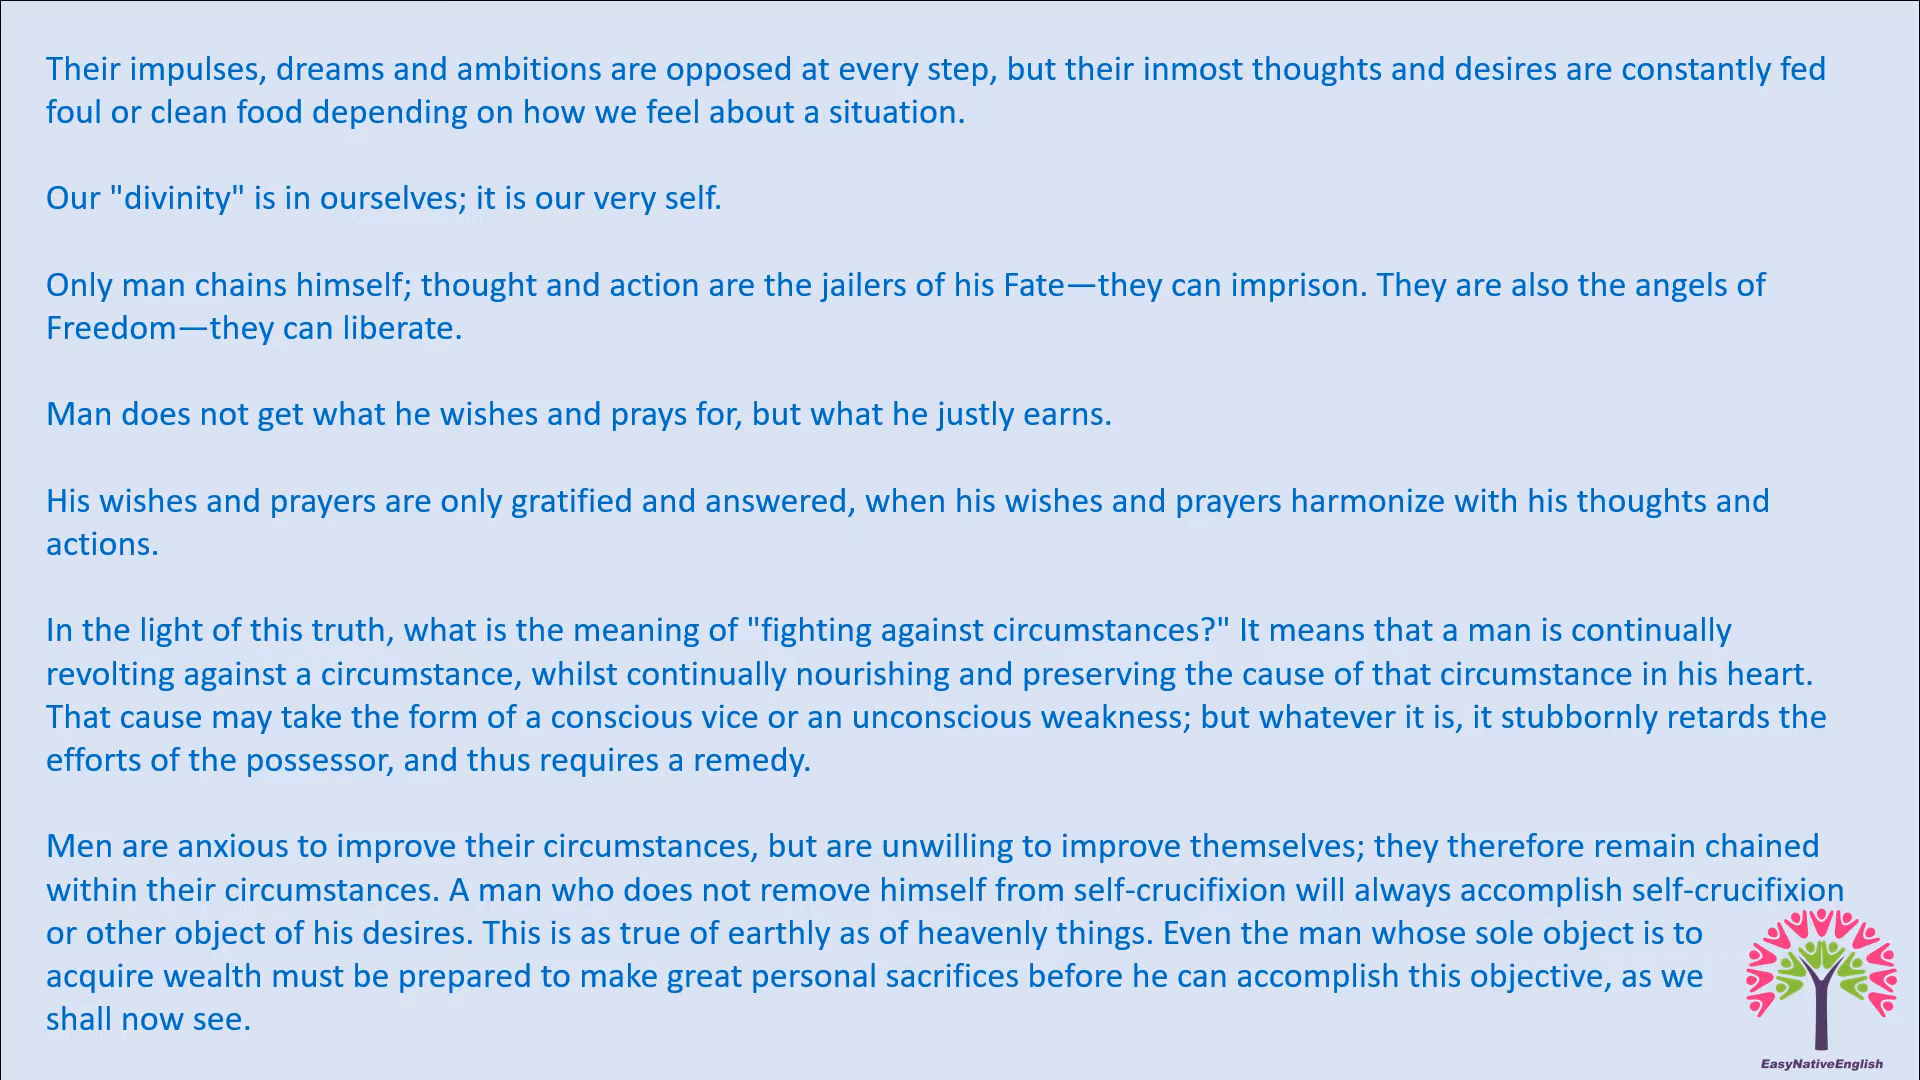 Their impulses, dreams and ambitions are opposed at every step, but their inmost thoughts and desires are constantly fed
foul or clean food depending on how we feel about a situation.
Our "divinity" is in ourselves; it is our very self.
Only man chains himself; thought and action are the jailers of his Fate—they can imprison. They are also the angels of
Freedom—they can liberate.
Man does not get what he wishes and prays for, but what he justly earns.
His wishes and prayers are only gratified and answered, when his wishes and prayers harmonize with his thoughts and
actions.
In the light of this truth, what is the meaning of "fighting against circumstances?" It means that a man is continually
revolting against a circumstance, whilst continually nourishing and preserving the cause of that circumstance in his heart.
That cause may take the form of a conscious vice or an unconscious weakness; but whatever it is, it stubbornly retards the
efforts of the possessor, and thus requires a remedy.
Men are anxious to improve their circumstances, but are unwilling to improve themselves; they therefore remain chained
within their circumstances. A man who does not remove himself from self-crucifixion will always accomplish self-crucifixion
or other object of his desires. This is as true of earthly as of heavenly things. Even the man whose sole object is to
acquire wealth must be prepared to make great personal sacrifices before he can accomplish this objective, as we
shall now see.
EasyNativeEnglish